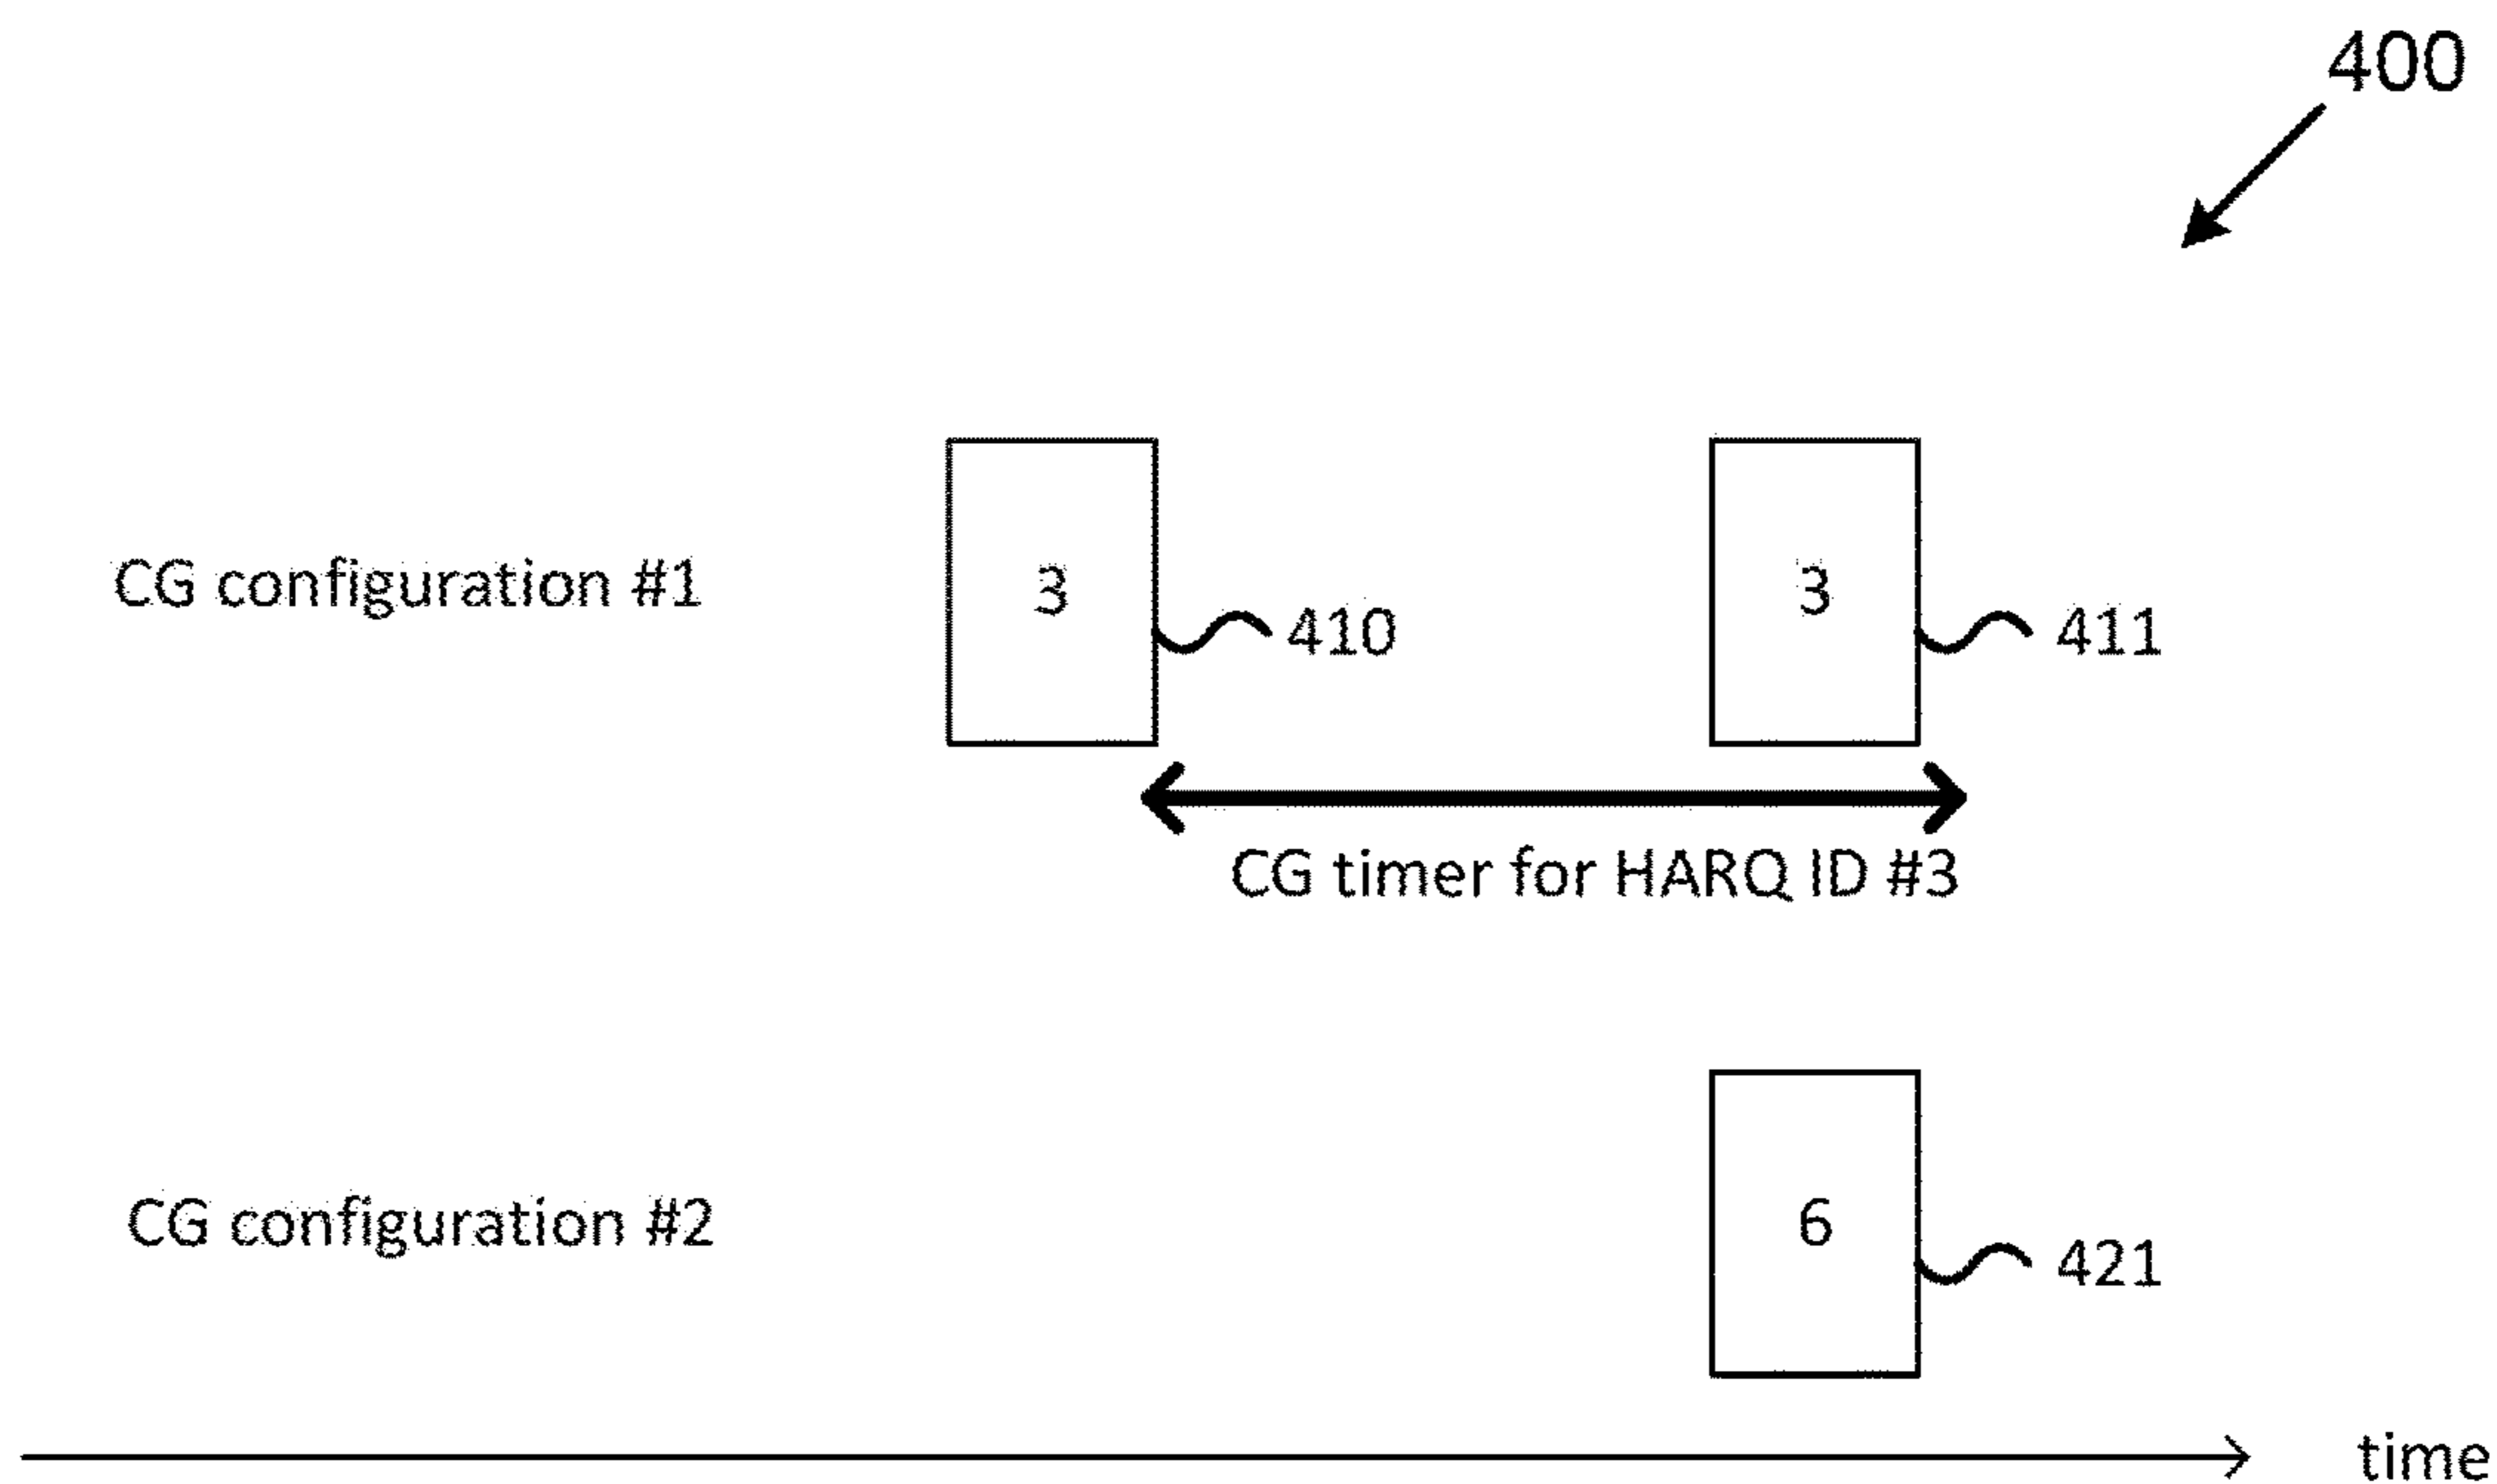 400
CG configuration #1
3
410
3
411
CG timer for HARQ ID #3
CG configuration #2
6
421
time